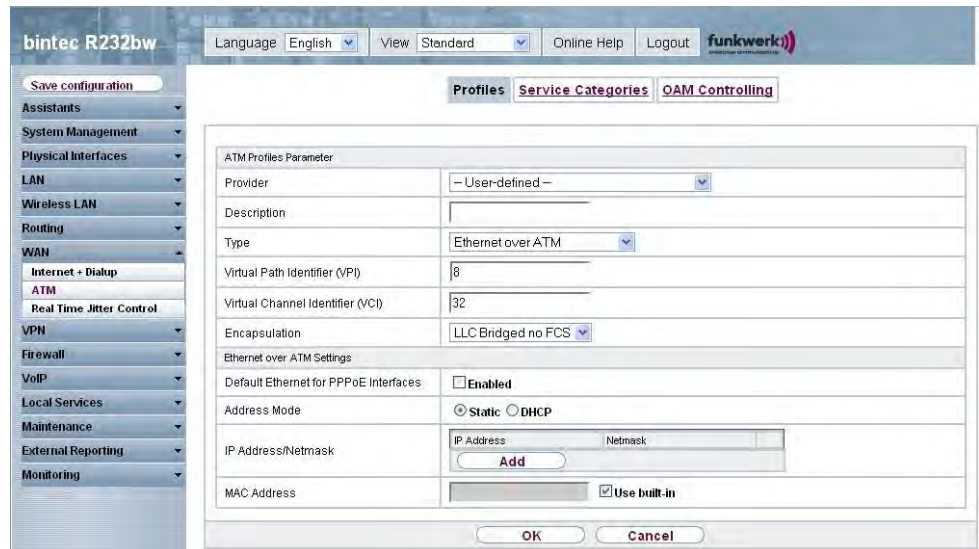 bintec R232bw
Language English View Standard Online Help Logout funkwerk
Save configuration
Assistants
System Management
Physical Interfaces
LAN
Wireless LAN
Routing
WAN
Internet + Dialup
ATM
Real Time Jitter Control
VPN
Firewall
VoIP
Local Services
Maintenance
External Reporting
Monitoring
Profiles Service Categories OAM Controlling
ATM Profiles Parameter
Provider – User-defined –
Description
Type Ethernet over ATM
Virtual Path Identifier (VPI) 8
Virtual Channel Identifier (VCI) 32
Encapsulation LLC Bridged no FCS
Ethernet over ATM Settings
Default Ethernet for PPPoE Interfaces Enabled
Address Mode Static DHCP
IP Address/Netmask IP Address Netmask
Add
MAC Address Use built-in
OK Cancel